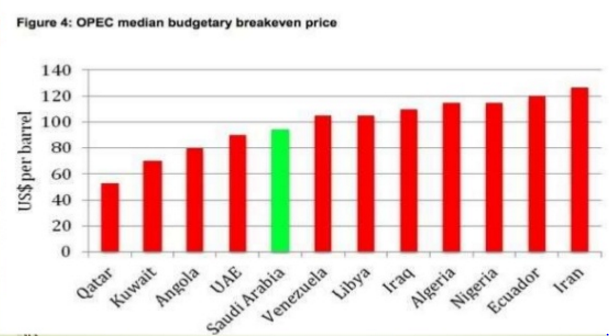 Figure 4: OPEC median budgetary breakeven price
US$ per barrel
140
120
100
80
60
40
20
0
Qatar
Kuwait
Angola
UAE
Saudi Arabia
Venezuela
Libya
Iraq
Algeria
Nigeria
Ecuador
Iran